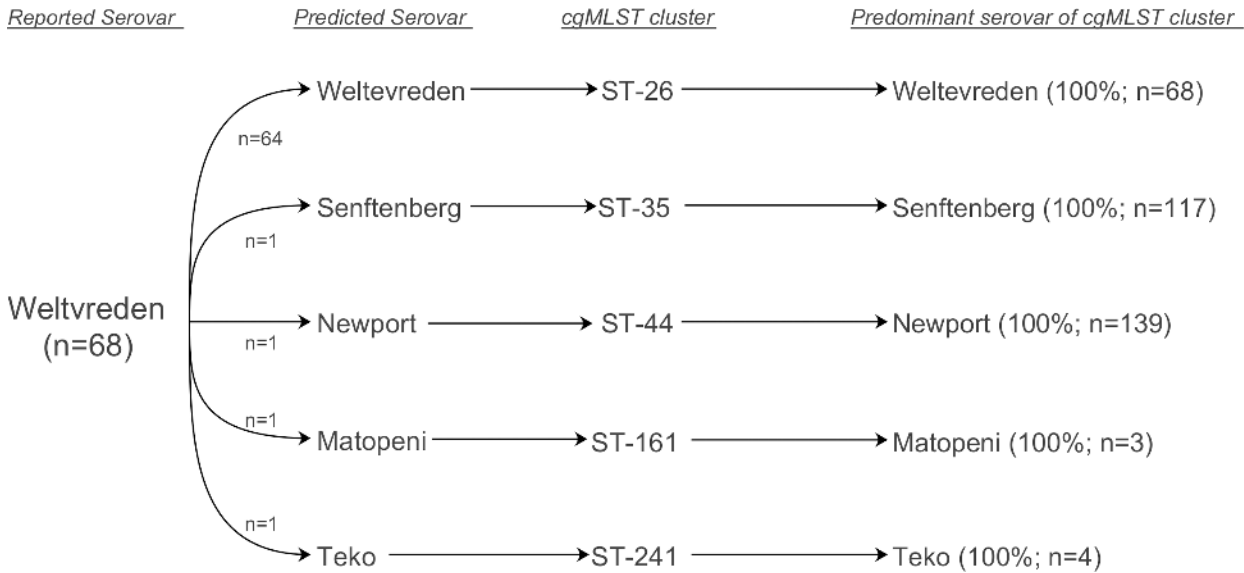 Reported Serovar Predicted Serovar cgMLST cluster Predominant serovar of cgMLST cluster
Weltevreden ST-26 Weltevreden (100%; n=68)
n=64
Senftenberg ST-35 Senftenberg (100%; n=117)
n=1
Weltvreden
(n=68)
Newport ST-44 Newport (100%; n=139)
n=1
n=1
Matopeni ST-161 Matopeni (100%; n=3)
n=1
Teko ST-241 Teko (100%; n=4)